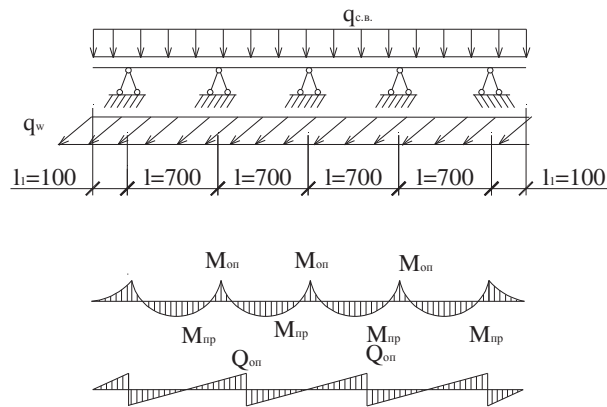 qс.в.
qw
l1=100 l=700 l=700 l=700 l=700 l1=100
Mоп Mоп Mоп
Mпр Mпр Mпр Mпр
Qоп Qоп